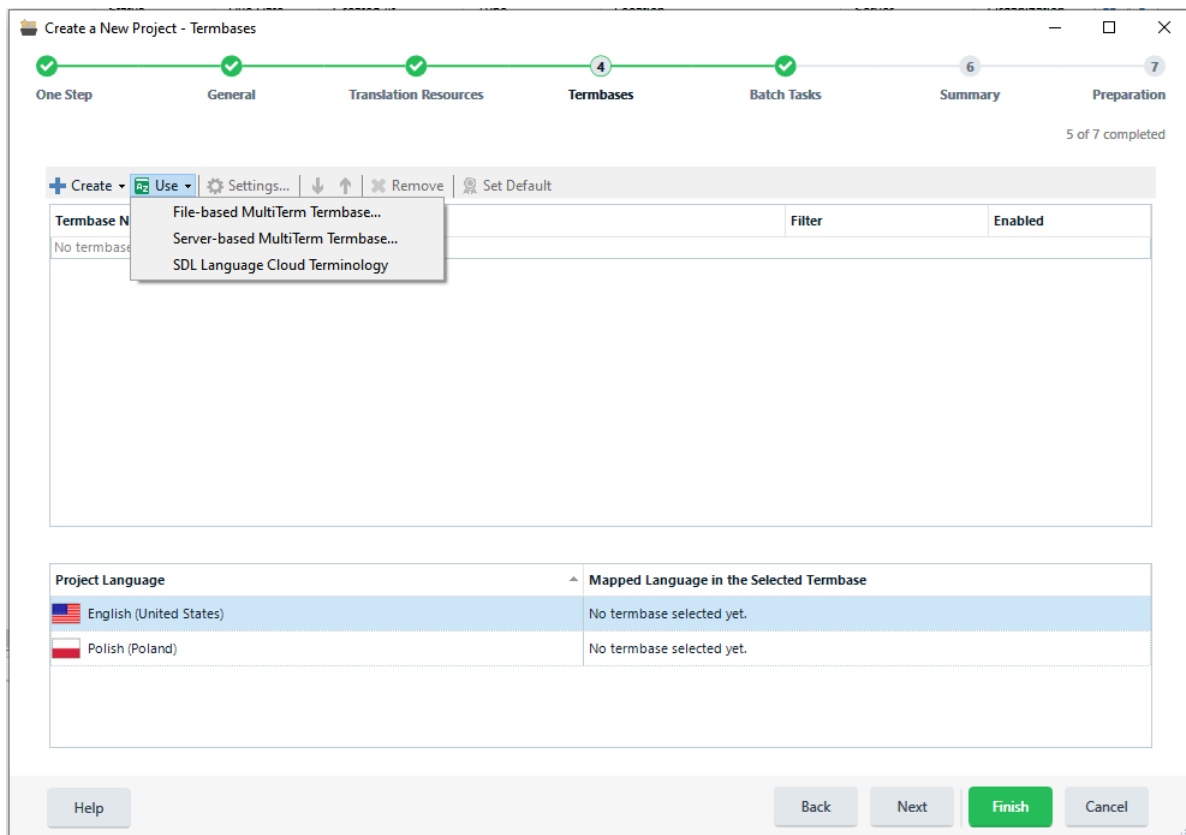 Create a New Project - Termbases
4 6 7
One Step General Translation Resources Termbases Batch Tasks Summary Preparation
5 of 7 completed
Create Use Settings... Remove Set Default
Termbase N Filter Enabled
No termbase
File-based MultiTerm Termbase...
Server-based MultiTerm Termbase...
SDL Language Cloud Terminology
Project Language Mapped Language in the Selected Termbase
English (United States) No termbase selected yet.
Polish (Poland) No termbase selected yet.
Help Back Next Finish Cancel